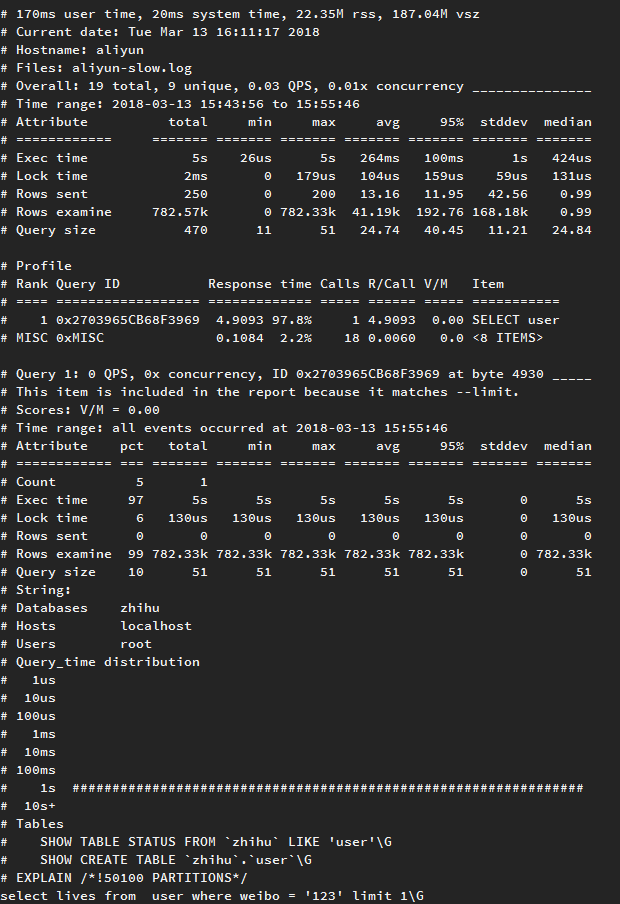 # 170ms user time, 20ms system time, 22.35M rss, 187.04M vsz
# Current date: Tue Mar 13 16:11:17 2018
# Hostname: aliyun
# Files: aliyun-slow.log
# Overall: 19 total, 9 unique, 0.03 QPS, 0.01x concurrency _______________
# Time range: 2018-03-13 15:43:56 to 15:55:46
# Attribute          total     min     max     avg     95%  stddev  median
# ============     ======= ======= ======= ======= ======= ======= =======
# Exec time             5s    26us      5s   264ms   100ms      1s   424us
# Lock time            2ms       0   179us   104us   159us    59us   131us
# Rows sent            250       0     200   13.16   11.95   42.56    0.99
# Rows examine     782.57k       0 782.33k  41.19k  192.76 168.18k    0.99
# Query size           470      11      51   24.74   40.45   11.21   24.84

# Profile
# Rank Query ID           Response time Calls R/Call V/M   Item
# ==== ================== ============= ===== ====== ===== ===========
#    1 0x2703965CB68F3969  4.9093 97.8%     1 4.9093  0.00 SELECT user
# MISC 0xMISC              0.1084  2.2%    18 0.0060   0.0 <8 ITEMS>

# Query 1: 0 QPS, 0x concurrency, ID 0x2703965CB68F3969 at byte 4930 _____
# This item is included in the report because it matches --limit.
# Scores: V/M = 0.00
# Time range: all events occurred at 2018-03-13 15:55:46
# Attribute    pct   total     min     max     avg     95%  stddev  median
# ============ === ======= ======= ======= ======= ======= ======= =======
# Count          5       1
# Exec time     97      5s      5s      5s      5s      5s       0      5s
# Lock time      6   130us   130us   130us   130us   130us       0   130us
# Rows sent      0       0       0       0       0       0       0       0
# Rows examine  99 782.33k 782.33k 782.33k 782.33k 782.33k       0 782.33k
# Query size    10      51      51      51      51      51       0      51
# String:
# Databases    zhihu
# Hosts        localhost
# Users        root
# Query_time distribution
#   1us
#  10us
# 100us
#   1ms
#  10ms
# 100ms
#    1s  ################################################################
#  10s+
# Tables
#    SHOW TABLE STATUS FROM `zhihu` LIKE 'user'\G
#    SHOW CREATE TABLE `zhihu`.`user`\G
# EXPLAIN /*!50100 PARTITIONS*/
select lives from  user where weibo = '123' limit 1\G